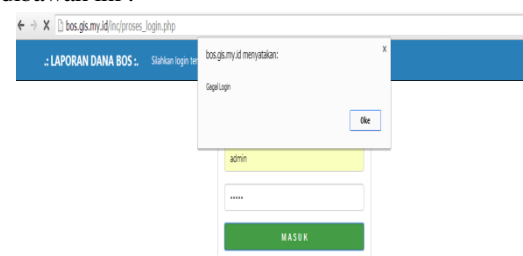 dibawah ini :
bos.gis.my.id/inc/proses_login.php
.: LAPORAN DANA BOS :. Silahkan login ter
bos.gis.my.id menyatakan: x
Gagal Login
Oke
admin
•••••
MASUK